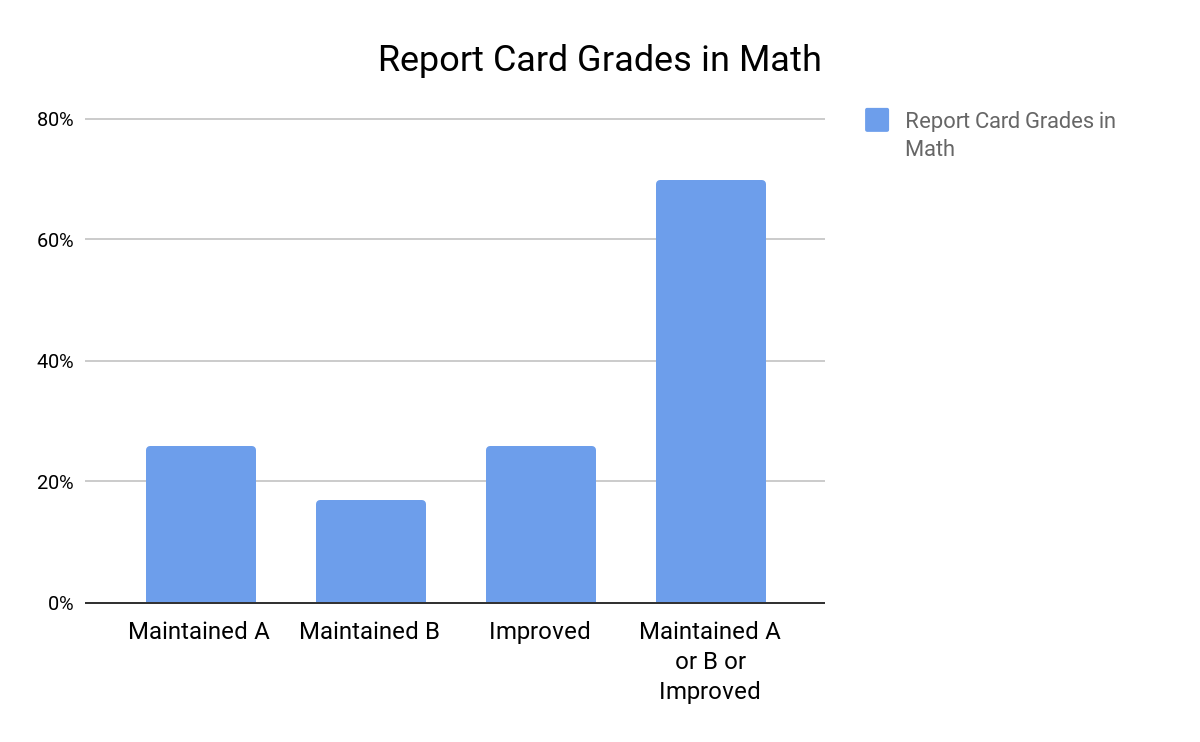 Report Card Grades in Math
80%
60%
40%
20%
0%
Report Card Grades in
Math
Maintained A
Maintained B
Improved
Maintained A
or B or
Improved